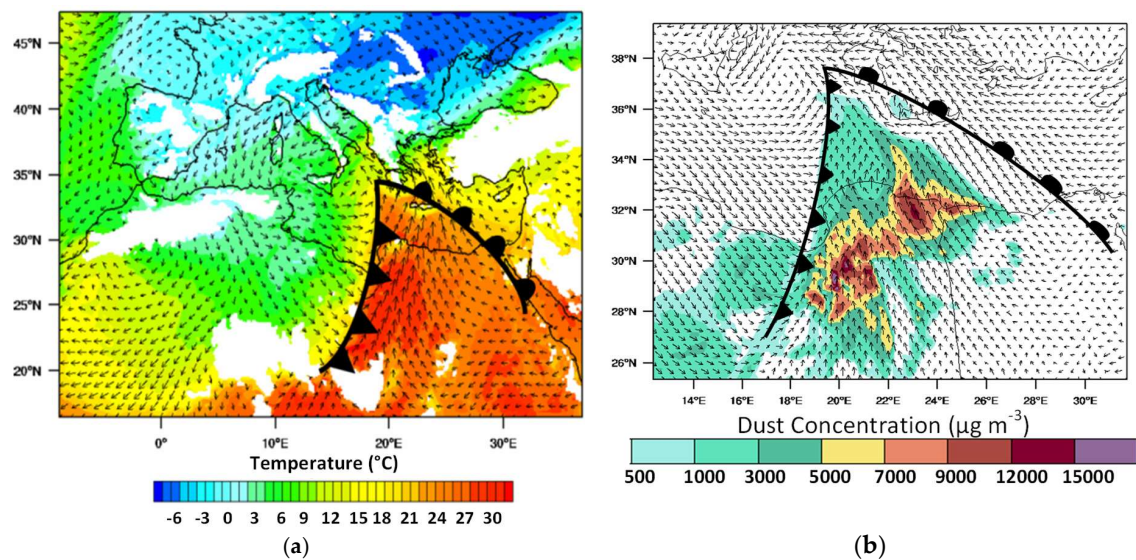 45°N
40°N
35°N
30°N
25°N
20°N
0°
10°E
20°E
30°E
Temperature (°C)
-6 -3 0 3 6 9 12 15 18 21 24 27 30
(a)
38°N
36°N
34°N
32°N
30°N
28°N
26°N
14°E 16°E 18°E 20°E 22°E 24°E 26°E 28°E 30°E
Dust Concentration (µg m⁻³)
500 1000 3000 5000 7000 9000 12000 15000
(b)